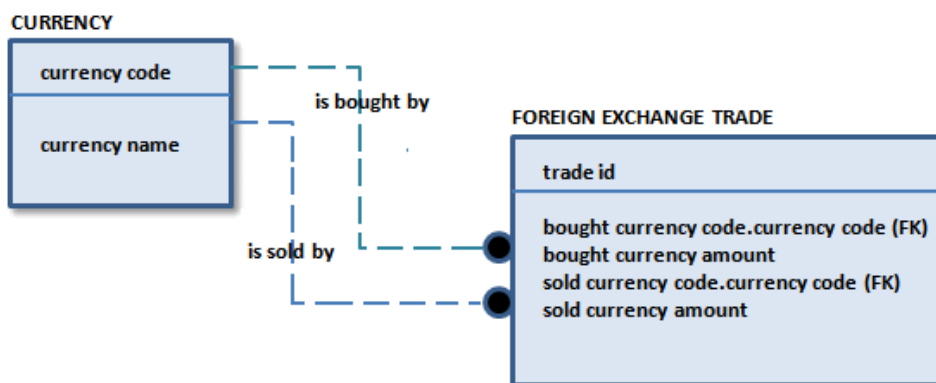 CURRENCY
currency code
currency name
is bought by
is sold by
FOREIGN EXCHANGE TRADE
trade id
bought currency code.currency code (FK)
bought currency amount
sold currency code.currency code (FK)
sold currency amount